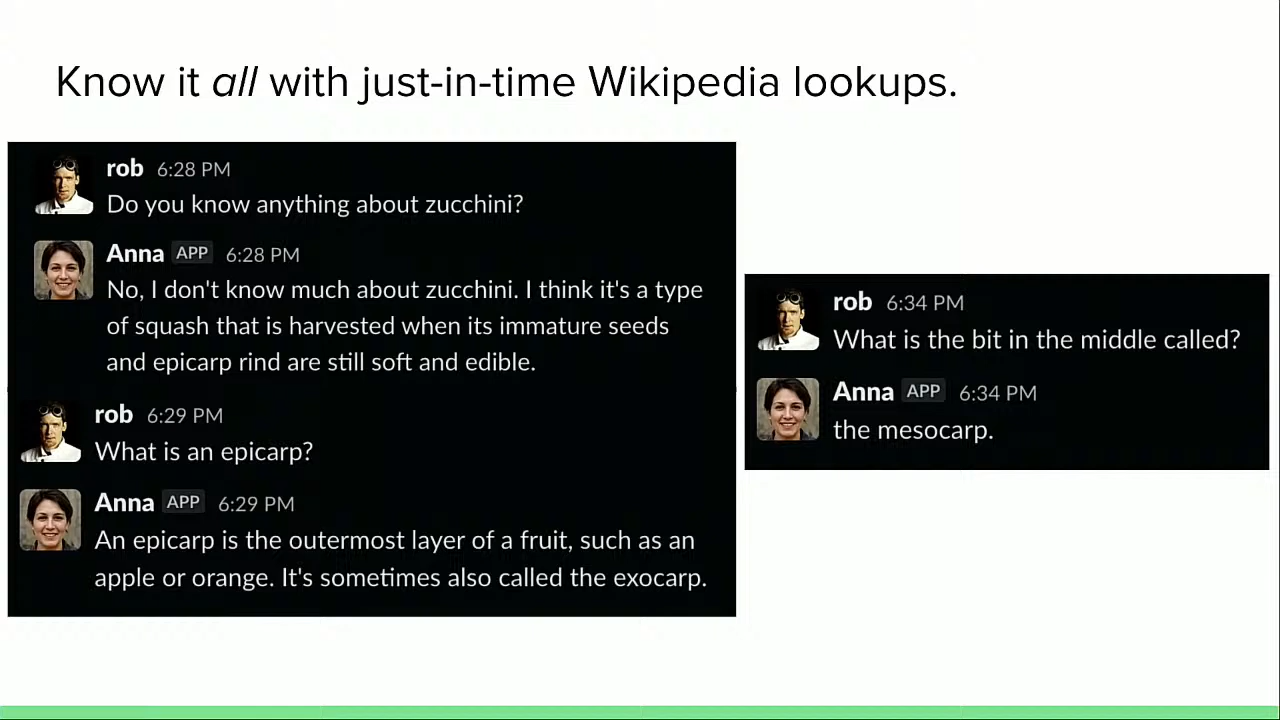 Know it all with just-in-time Wikipedia lookups.
rob 6:28 PM
Do you know anything about zucchini?
Anna APP 6:28 PM
No, I don't know much about zucchini. I think it's a type
of squash that is harvested when its immature seeds
and epicarp rind are still soft and edible.
rob 6:29 PM
What is an epicarp?
Anna APP 6:29 PM
An epicarp is the outermost layer of a fruit, such as an
apple or orange. It's sometimes also called the exocarp.
rob 6:34 PM
What is the bit in the middle called?
Anna APP 6:34 PM
the mesocarp.